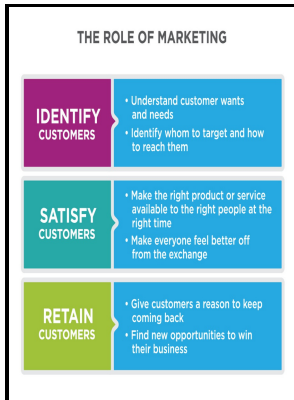 THE ROLE OF MARKETING
IDENTIFY
CUSTOMERS
• Understand customer wants
and needs
• Identify whom to target and how
to reach them
SATISFY
CUSTOMERS
• Make the right product or service
available to the right people at the
right time
• Make everyone feel better off
from the exchange
RETAIN
CUSTOMERS
• Give customers a reason to keep
coming back
• Find new opportunities to win
their business